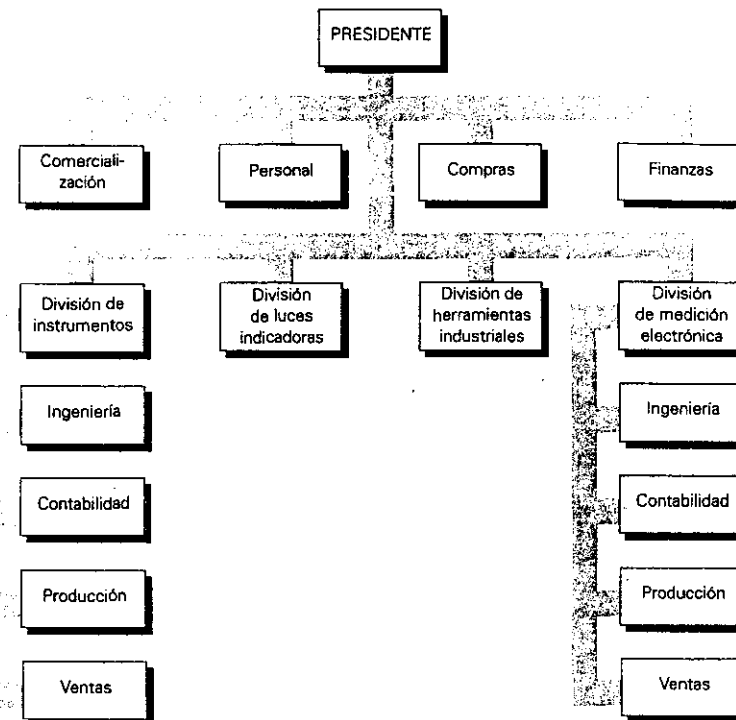 PRESIDENTE
Comerciali-
zación
Personal
Compras
Finanzas
División de
instrumentos
División
de luces
indicadoras
División de
herramientas
industriales
División
de medición
electrónica
Ingeniería
Ingeniería
Contabilidad
Contabilidad
Producción
Producción
Ventas
Ventas